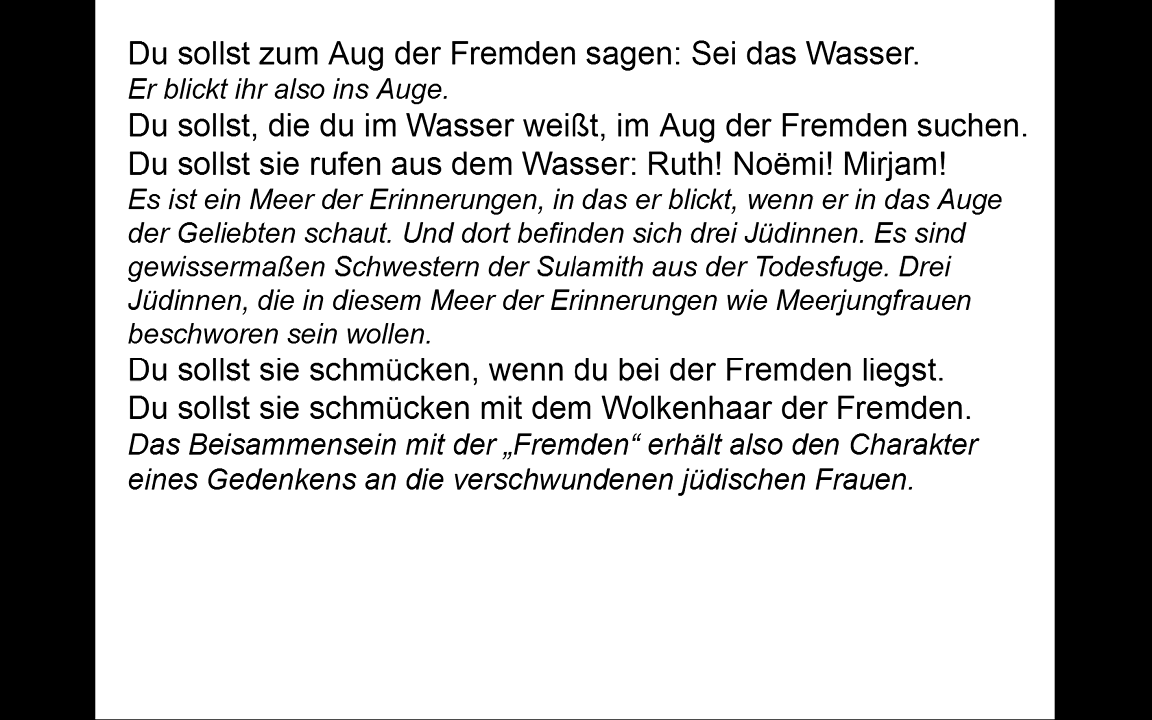 Du sollst zum Aug der Fremden sagen: Sei das Wasser.
Er blickt ihr also ins Auge.
Du sollst, die du im Wasser weißt, im Aug der Fremden suchen.
Du sollst sie rufen aus dem Wasser: Ruth! Noëmi! Mirjam!
Es ist ein Meer der Erinnerungen, in das er blickt, wenn er in das Auge
der Geliebten schaut. Und dort befinden sich drei Jüdinnen. Es sind
gewissermaßen Schwestern der Sulamith aus der Todesfuge. Drei
Jüdinnen, die in diesem Meer der Erinnerungen wie Meerjungfrauen
beschworen sein wollen.
Du sollst sie schmücken, wenn du bei der Fremden liegst.
Du sollst sie schmücken mit dem Wolkenhaar der Fremden.
Das Beisammensein mit der „Fremden“ erhält also den Charakter
eines Gedenkens an die verschwundenen jüdischen Frauen.